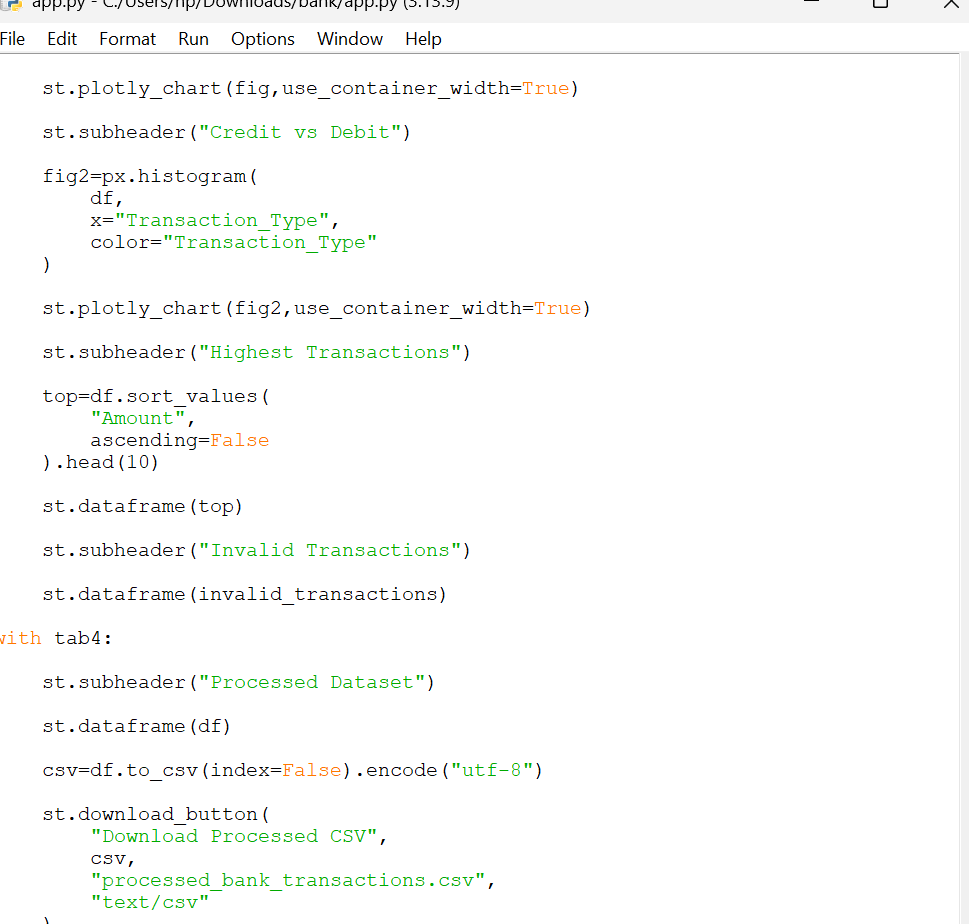 app.py - C:/Users/hp/Downloads/bank/app.py (3.13.9)
File Edit Format Run Options Window Help
st.plotly_chart(fig,use_container_width=True)
st.subheader("Credit vs Debit")
fig2=px.histogram(
df,
x="Transaction_Type",
color="Transaction_Type"
)
st.plotly_chart(fig2,use_container_width=True)
st.subheader("Highest Transactions")
top=df.sort_values(
"Amount",
ascending=False
).head(10)
st.dataframe(top)
st.subheader("Invalid Transactions")
st.dataframe(invalid_transactions)
with tab4:
st.subheader("Processed Dataset")
st.dataframe(df)
csv=df.to_csv(index=False).encode("utf-8")
st.download_button(
"Download Processed CSV",
csv,
"processed_bank_transactions.csv",
"text/csv"
)